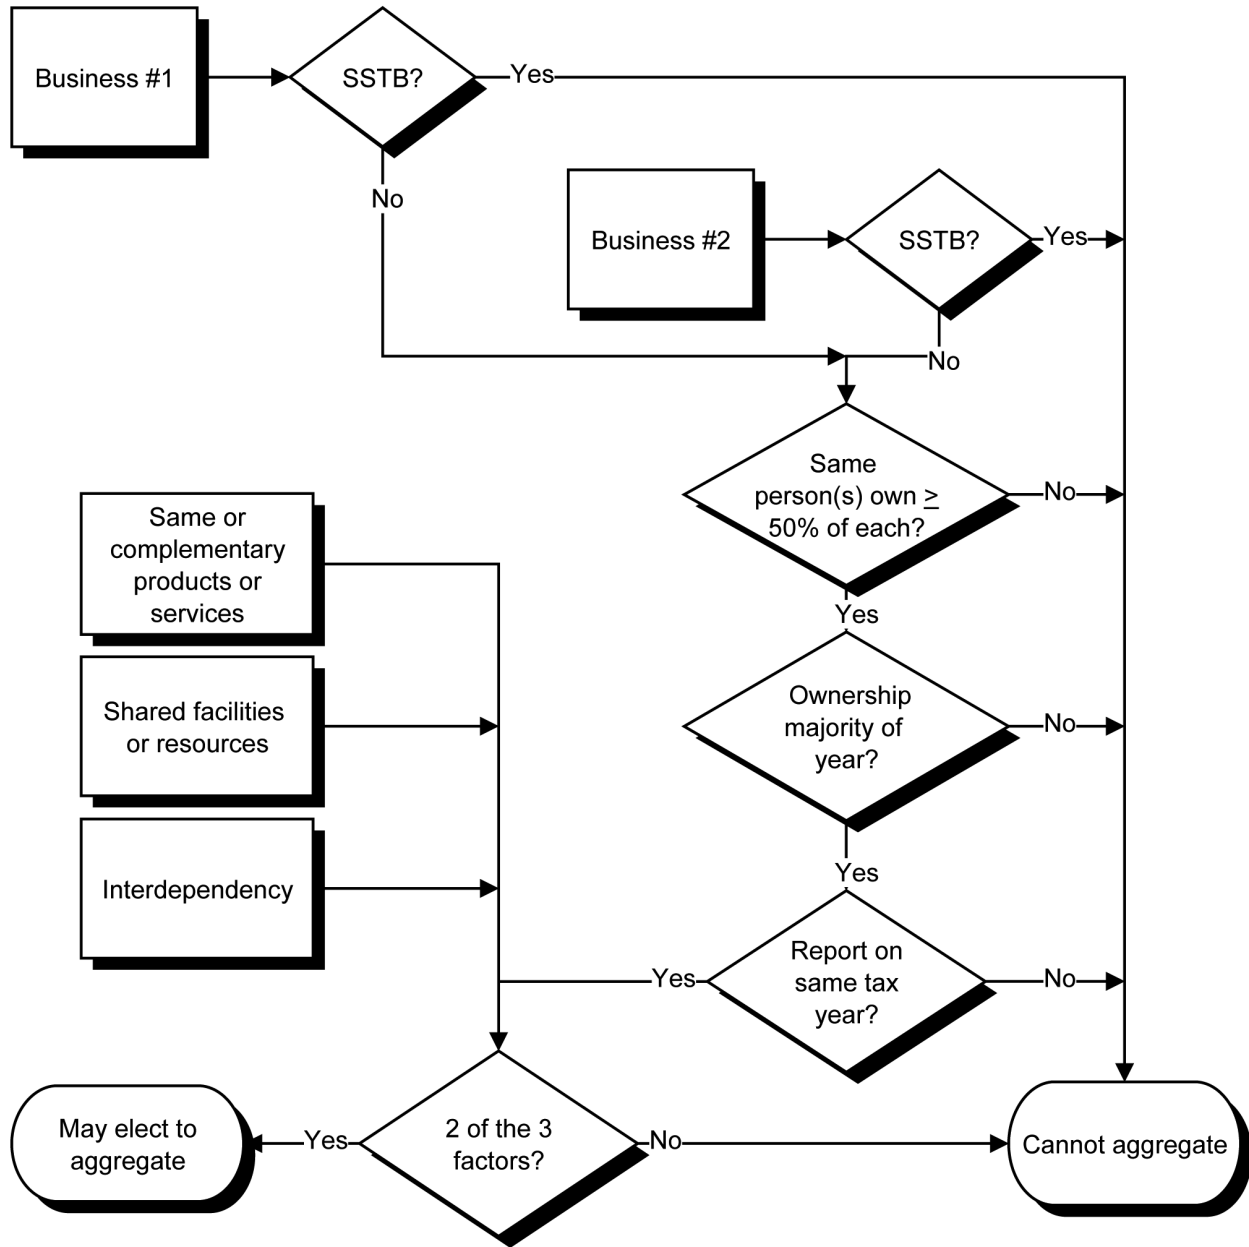 Business #1
SSTB?
Yes
No
Business #2
SSTB?
Yes
No
Same
person(s) own ≥
50% of each?
No
Yes
Same or
complementary
products or
services
Ownership
majority of
year?
No
Yes
Shared facilities
or resources
Interdependency
Report on
same tax
year?
Yes
No
2 of the 3
factors?
Yes
No
May elect to
aggregate
Cannot aggregate